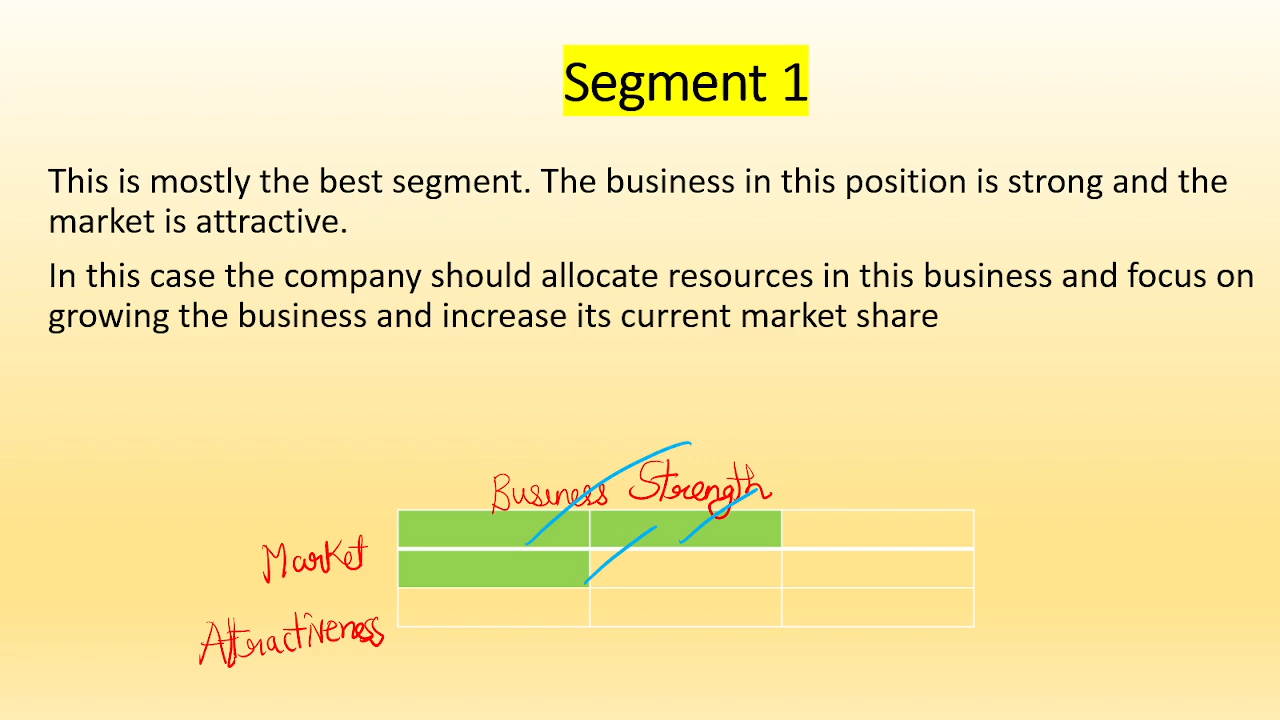 Segment 1
This is mostly the best segment. The business in this position is strong and the
market is attractive.
In this case the company should allocate resources in this business and focus on
growing the business and increase its current market share
Business Strength
Market
Attractiveness